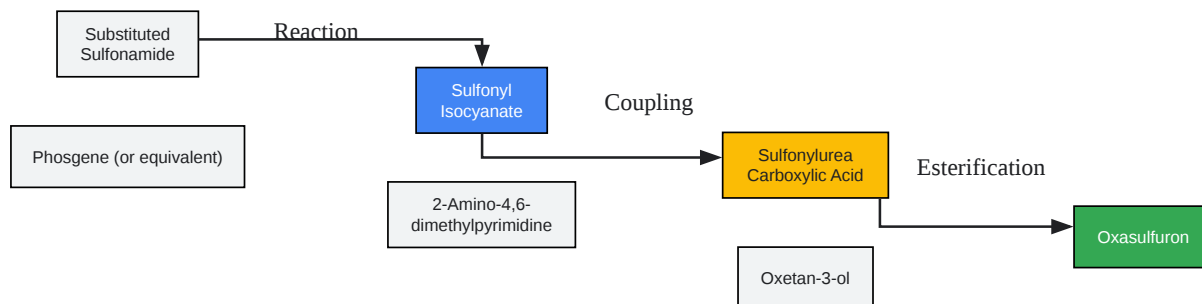 Substituted
Sulfonamide
Reaction
Phosgene (or equivalent)
Sulfonyl
Isocyanate
Coupling
2-Amino-4,6-
dimethylpyrimidine
Sulfonylurea
Carboxylic Acid
Esterification
Oxetan-3-ol
Oxasulfuron